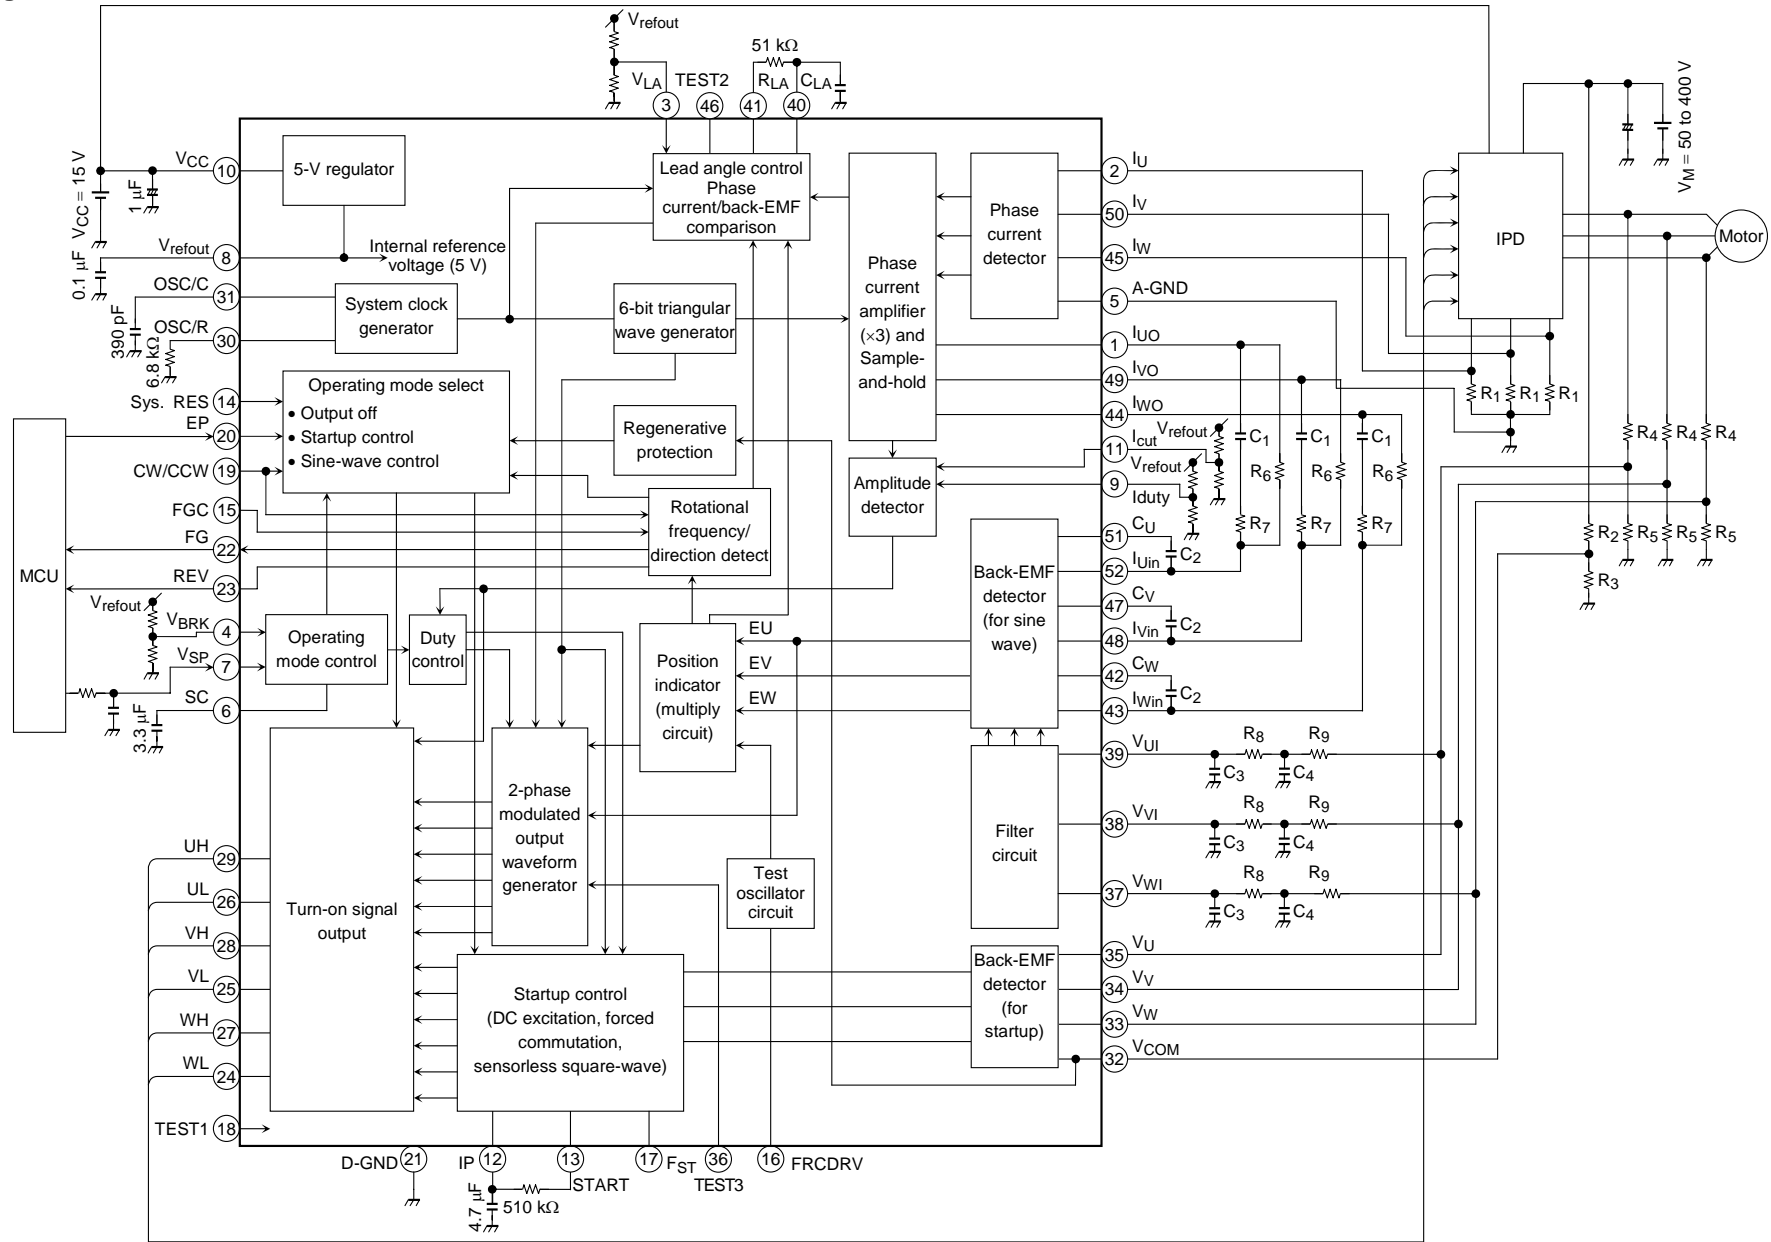 Vrefout
51 kΩ
VLA
TEST2
RLA
CLA
3
46
41
40
VM = 50 to 400 V
VCC
10
5-V regulator
VCC = 15 V
1 μF
Lead angle control
Phase
current/back-EMF
comparison
Phase
current
detector
2
IU
50
IV
45
IW
5
A-GND
IPD
Motor
Vrefout
8
0.1 μF
Internal reference
voltage (5 V)
OSC/C
31
390 pF
OSC/R
30
6.8 kΩ
System clock
generator
6-bit triangular
wave generator
Phase
current
amplifier
(×3) and
Sample-
and-hold
1
IUO
49
IVO
44
IWO
11
Icut
Vrefout
9
Iduty
Vrefout
C1
C1
C1
R6
R6
R6
R7
R7
R7
R1
R1
R1
R4
R4
R4
R2
R5
R5
R5
R3
Operating mode select
• Output off
• Startup control
• Sine-wave control
Sys. RES
14
EP
20
CW/CCW
19
FGC
15
FG
22
REV
23
MCU
Regenerative
protection
Rotational
frequency/
direction detect
Amplitude
detector
Vrefout
VBRK
4
VSP
7
SC
6
3.3 μF
Operating
mode control
Duty
control
Position
indicator
(multiply
circuit)
EU
EV
EW
Back-EMF
detector
(for sine
wave)
51
CU
52
IUin
C2
47
CV
48
IVin
C2
42
CW
43
IWin
C2
39
VUI
R8
R9
C3
C4
38
VVI
R8
R9
C3
C4
37
VWI
R8
R9
C3
C4
Filter
circuit
2-phase
modulated
output
waveform
generator
Test
oscillator
circuit
Turn-on signal
output
UH
29
UL
26
VH
28
VL
25
WH
27
WL
24
TEST1
18
Startup control
(DC excitation, forced
commutation,
sensorless square-wave)
Back-EMF
detector
(for
startup)
35
VU
34
VV
33
VW
32
VCOM
D-GND
21
IP
12
13
START
17
FST
36
TEST3
16
FRCDRV
4.7 μF
510 kΩ